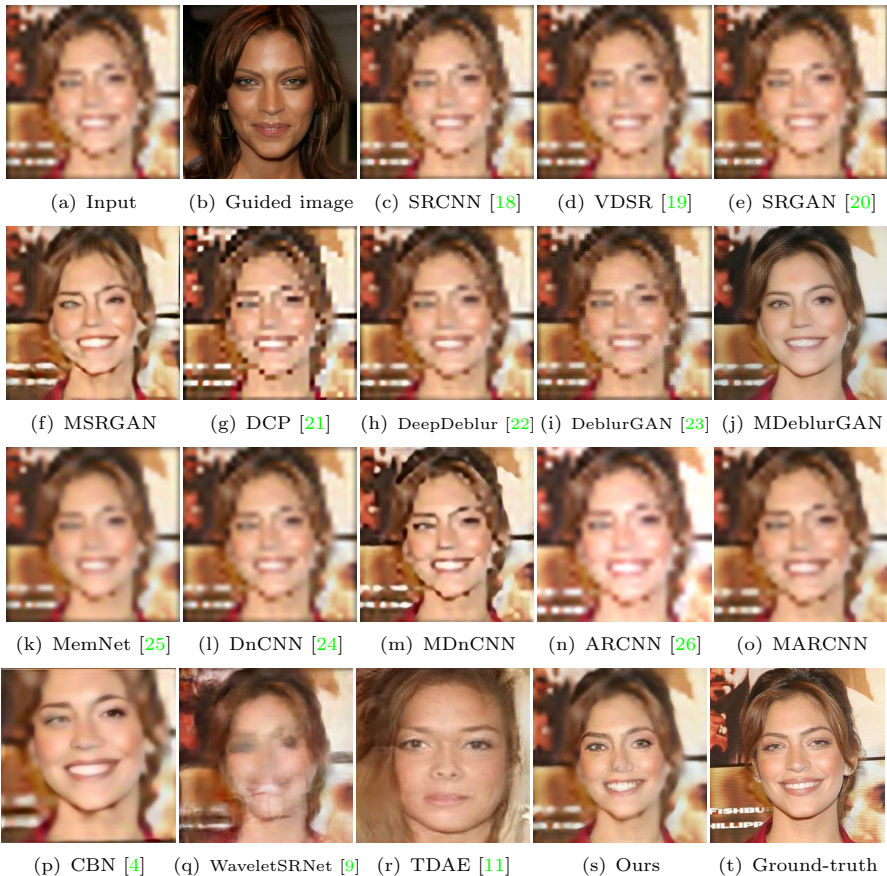 (a) Input (b) Guided image (c) SRCNN [18] (d) VDSR [19] (e) SRGAN [20]
(f) MSRGAN (g) DCP [21] (h) DeepDeblur [22] (i) DeblurGAN [23] (j) MDeblurGAN
(k) MemNet [25] (l) DnCNN [24] (m) MDnCNN (n) ARCNN [26] (o) MARCNN
FISHBU
HILLIPP
(p) CBN [4] (q) WaveletSRNet [9] (r) TDAE [11] (s) Ours (t) Ground-truth